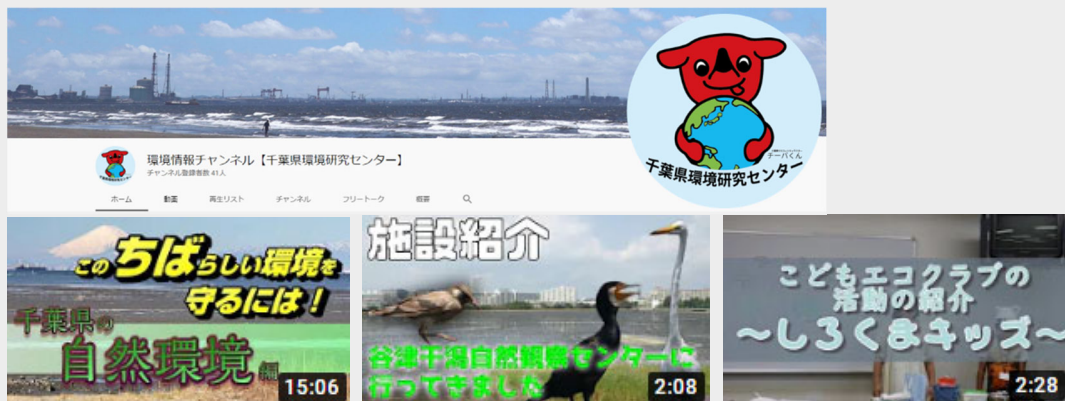 環境情報チャンネル【千葉県環境研究センター】
チャンネル登録者数 41人
ホーム 動画 再生リスト チャンネル フリートーク 概要
チーバくん
千葉県環境研究センター
この ちばらしい環境を
守るには！
千葉県の
自然環境 編
15:06
施設紹介
谷津干潟自然観察センターに
行ってきました
2:08
こどもエコクラブの
活動の紹介
～しろくまキッズ～
2:28